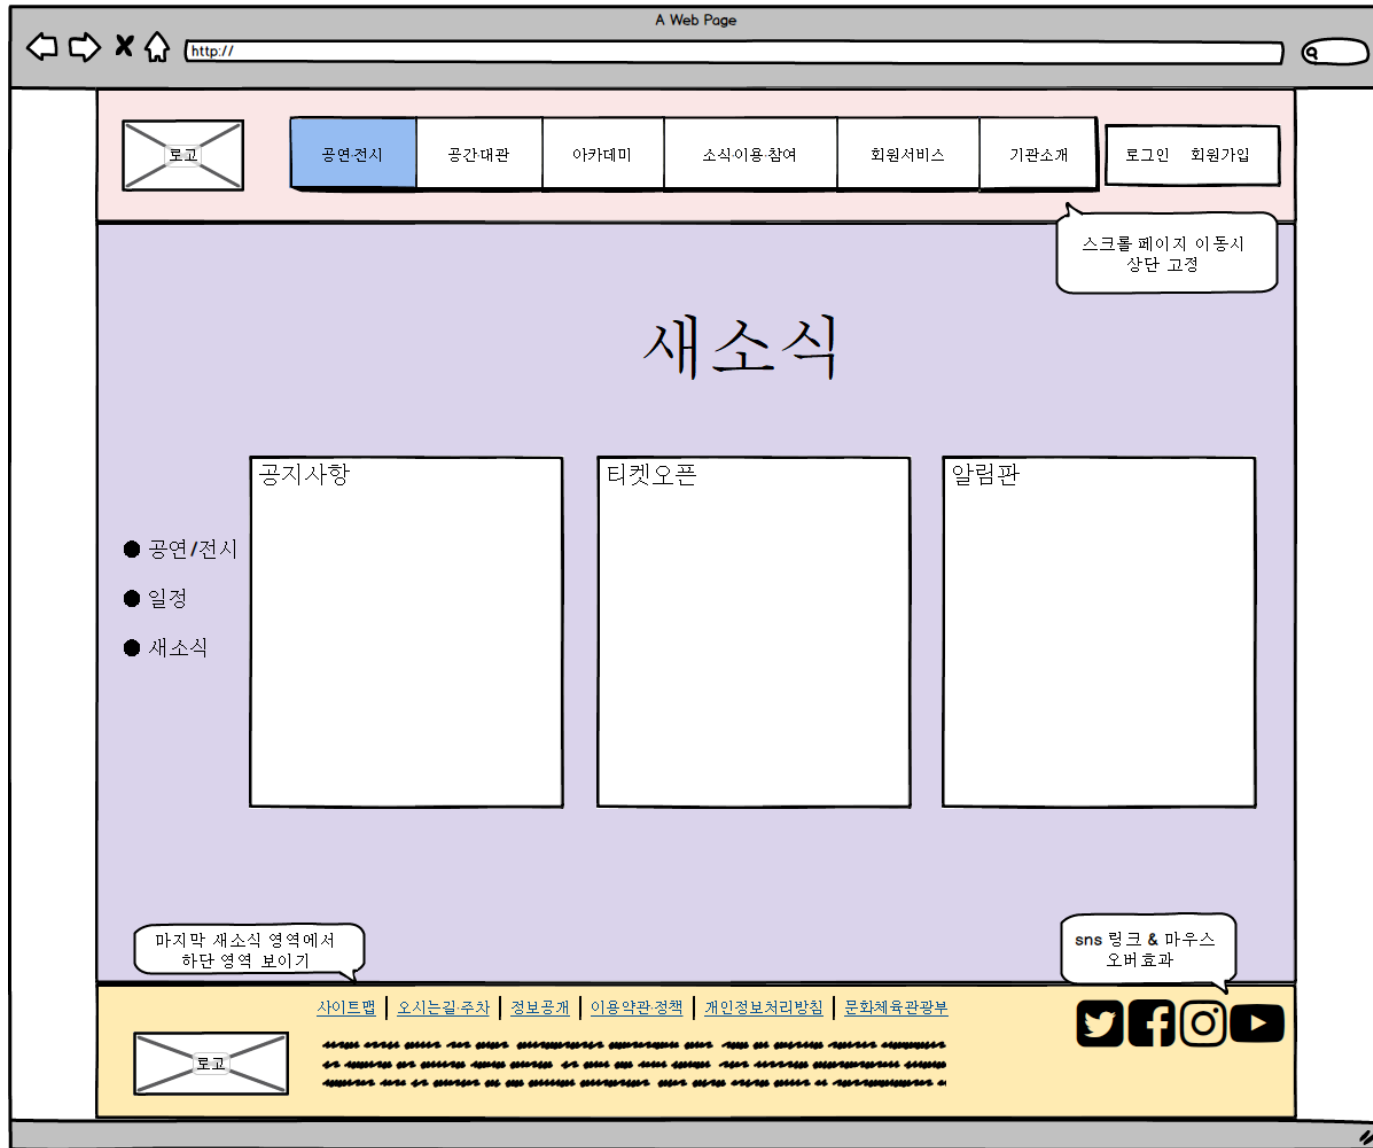 A Web Page
http://
로고
공연·전시
공간·대관
아카데미
소식·이용·참여
회원서비스
기관소개
로그인 회원가입
스크롤 페이지 이동시
상단 고정
새소식
공지사항
티켓오픈
알림판
공연/전시
일정
새소식
마지막 새소식 영역에서
하단 영역 보이기
sns 링크 & 마우스
오버효과
사이트맵 | 오시는길·주차 | 정보공개 | 이용약관·정책 | 개인정보처리방침 | 문화체육관광부
로고